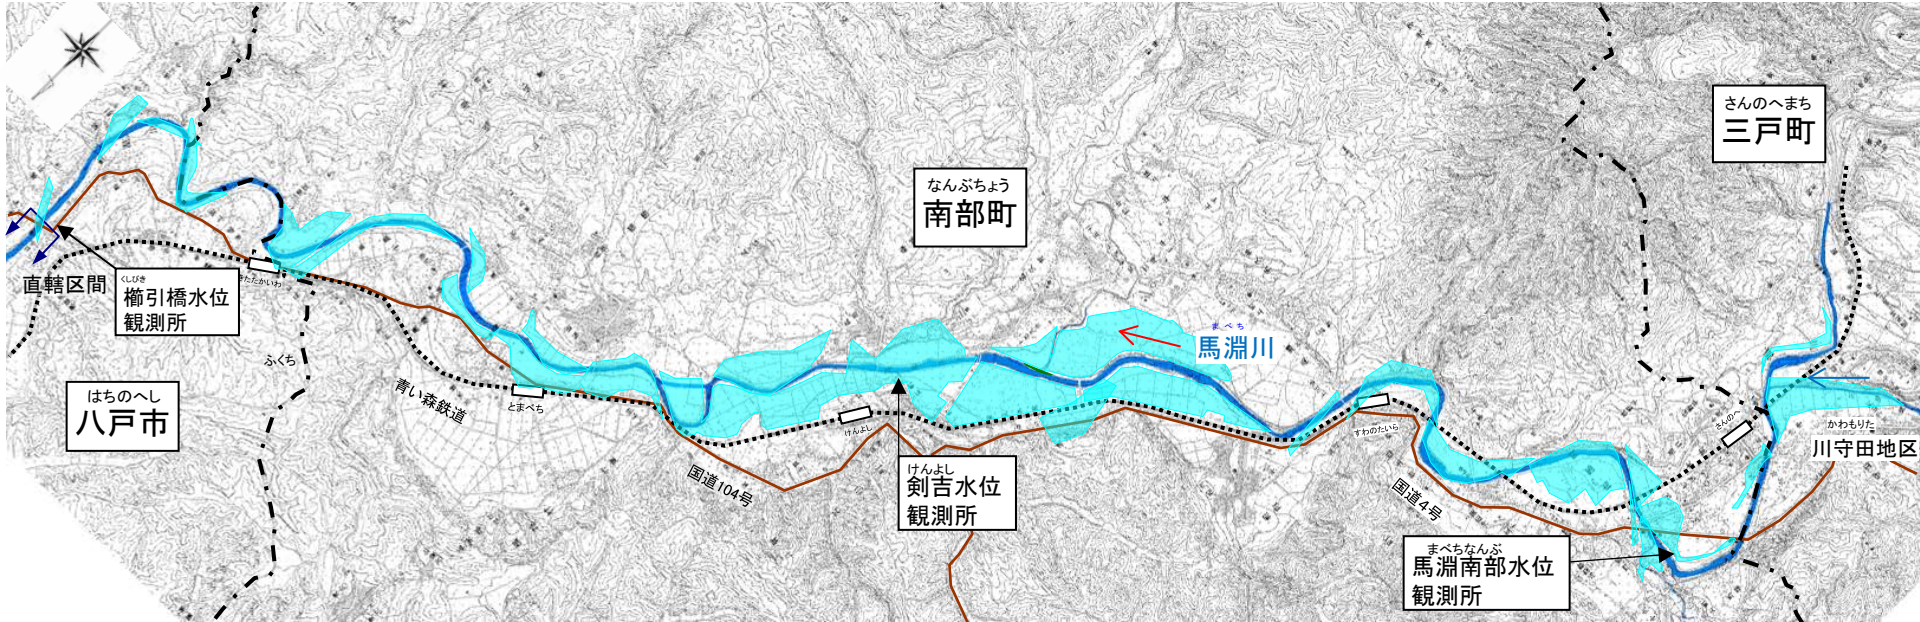 さんのへまち
三戸町
なんぶちょう
南部町
まべち
馬淵川
直轄区間
くしびき
櫛引橋水位
観測所
きたたかいわ
ふくち
はちのへし
八戸市
青い森鉄道
とまべち
けんよし
国道104号
けんよし
剣吉水位
観測所
すわのたいら
国道4号
さんのへ
かわもりた
川守田地区
まべちなんぶ
馬淵南部水位
観測所